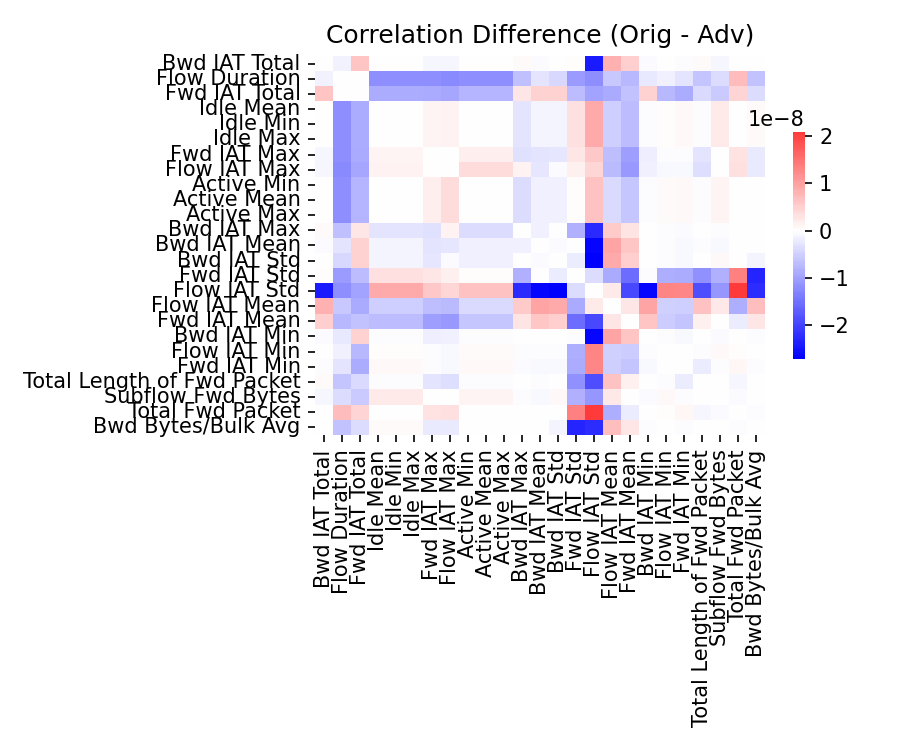 Correlation Difference (Orig - Adv)
Bwd IAT Total
Flow Duration
Fwd IAT Total
Idle Mean
Idle Min
Idle Max
Fwd IAT Max
Flow IAT Max
Active Min
Active Mean
Active Max
Bwd IAT Max
Bwd IAT Mean
Bwd IAT Std
Fwd IAT Std
Flow IAT Std
Flow IAT Mean
Fwd IAT Mean
Bwd IAT Min
Flow IAT Min
Fwd IAT Min
Total Length of Fwd Packet
Subflow Fwd Bytes
Total Fwd Packet
Bwd Bytes/Bulk Avg
1e−8
2
1
0
−1
−2
Bwd IAT Total
Flow Duration
Fwd IAT Total
Idle Mean
Idle Min
Idle Max
Fwd IAT Max
Flow IAT Max
Active Min
Active Mean
Active Max
Bwd IAT Max
Bwd IAT Mean
Bwd IAT Std
Fwd IAT Std
Flow IAT Std
Flow IAT Mean
Fwd IAT Mean
Bwd IAT Min
Flow IAT Min
Fwd IAT Min
Total Length of Fwd Packet
Subflow Fwd Bytes
Total Fwd Packet
Bwd Bytes/Bulk Avg